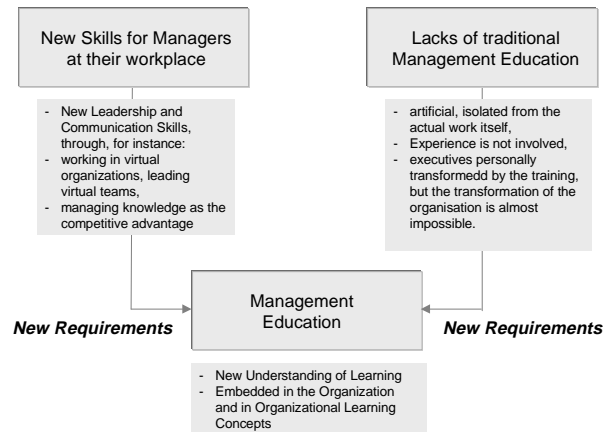 New Skills for Managers
at their workplace
- New Leadership and
Communication Skills,
through, for instance:
- working in virtual
organizations, leading
virtual teams,
- managing knowledge as the
competitive advantage
Lacks of traditional
Management Education
- artificial, isolated from the
actual work itself,
- Experience is not involved,
- executives personally
transformedd by the training,
but the transformation of the
organisation is almost
impossible.
Management
Education
New Requirements
New Requirements
- New Understanding of Learning
- Embedded in the Organization
and in Organizational Learning
Concepts